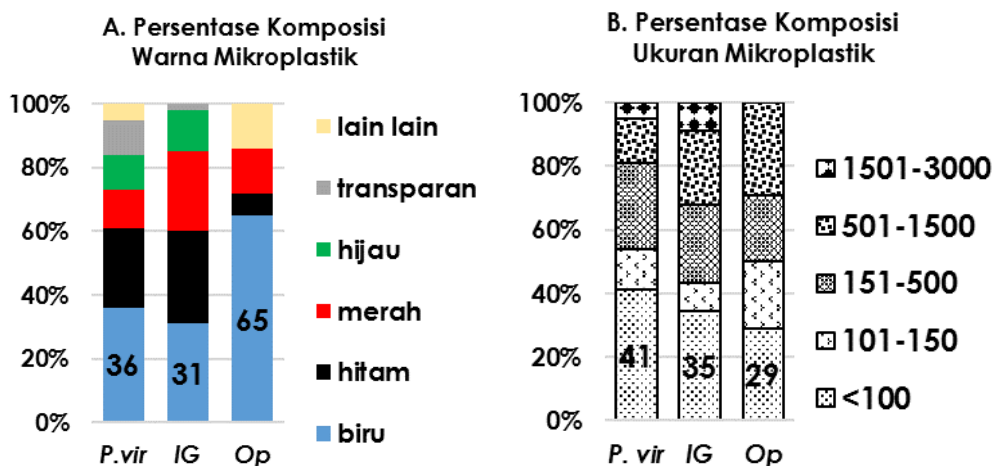 A. Persentase Komposisi
Warna Mikroplastik
100%
80%
60%
40%
20%
0%
36
31
65
P.vir
IG
Op
lain lain
transparan
hijau
merah
hitam
biru
B. Persentase Komposisi
Ukuran Mikroplastik
100%
80%
60%
40%
20%
0%
41
35
29
P. vir
IG
Op
1501-3000
501-1500
151-500
101-150
<100